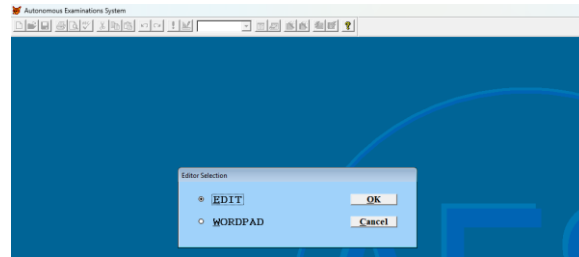 Autonomous Examinations System
Editor Selection
EDIT
OK
WORDPAD
Cancel